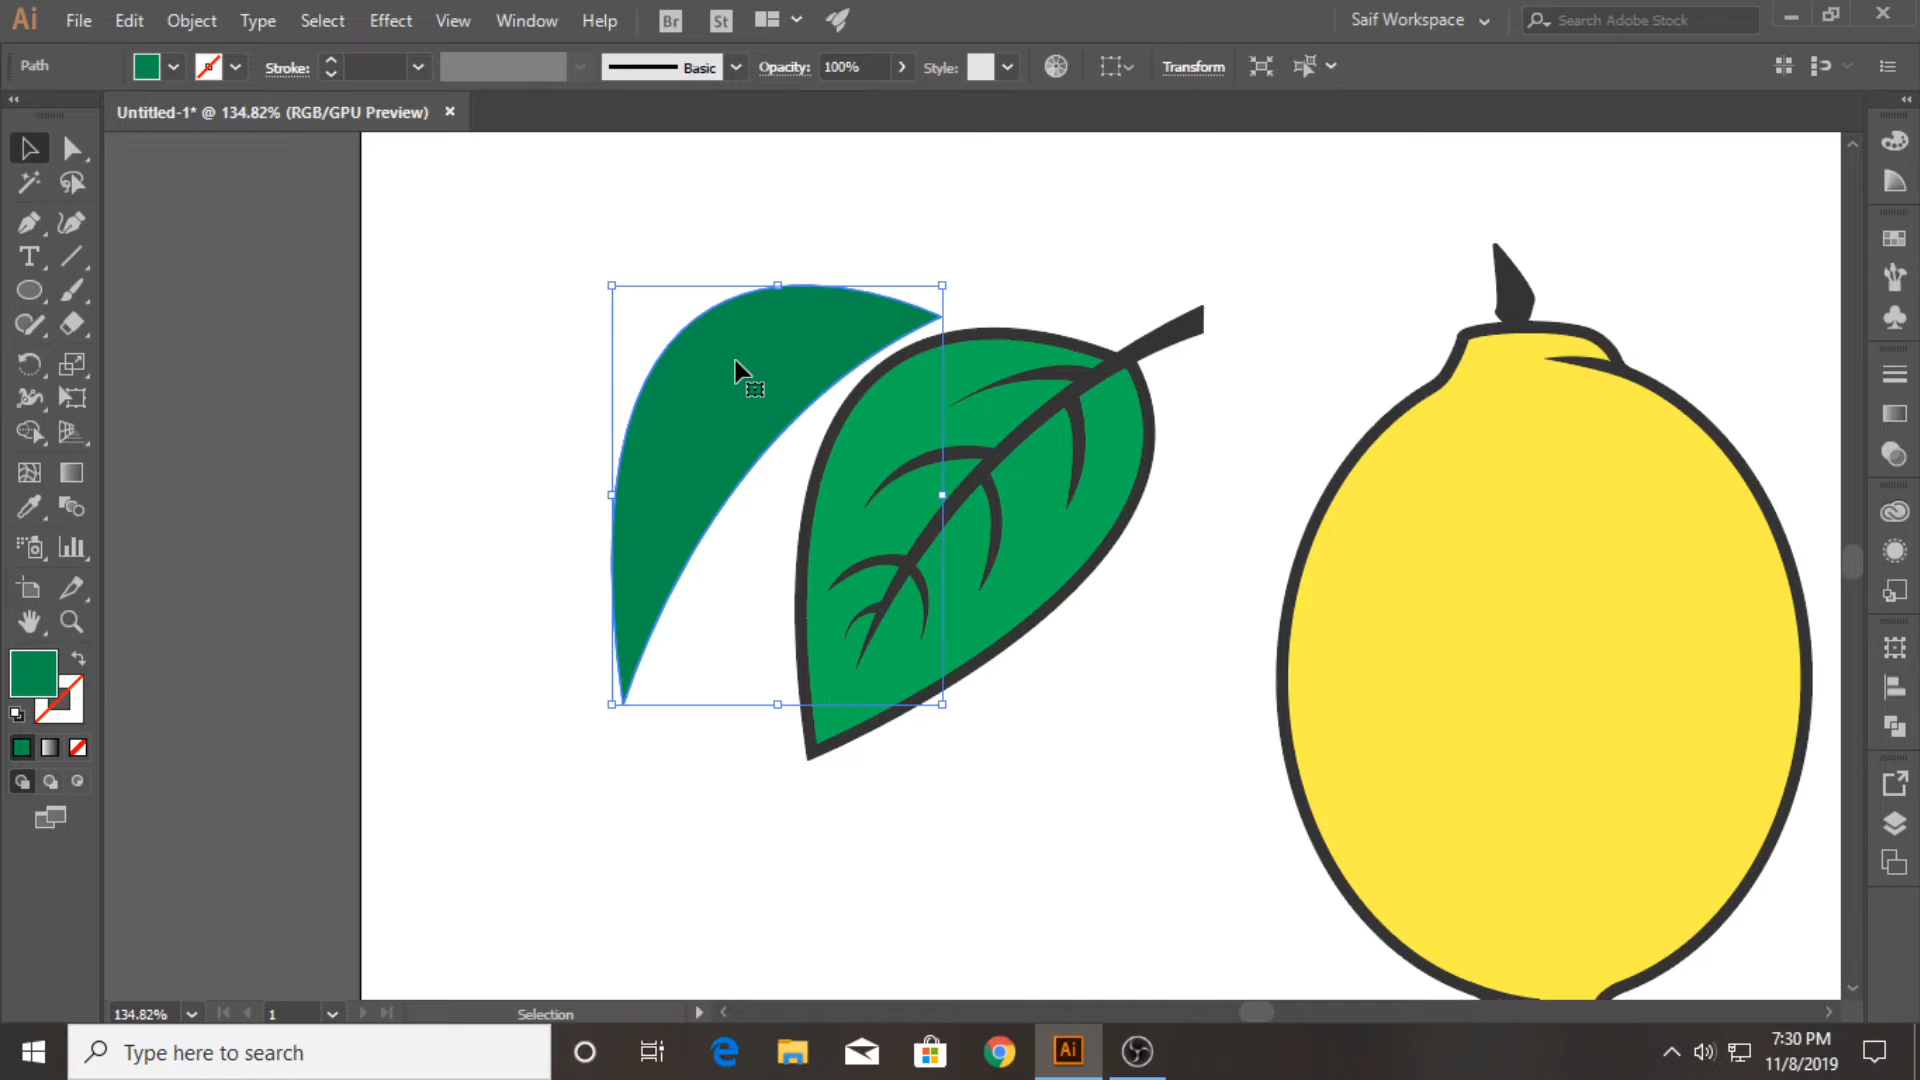 Ai File Edit Object Type Select Effect View Window Help Br St Saif Workspace Search Adobe Stock
Path Stroke: Basic Opacity: 100% Style: Transform
Untitled-1* @ 134.82% (RGB/GPU Preview)
134.82% 1 Selection
Type here to search Ai 7:30 PM
11/8/2019